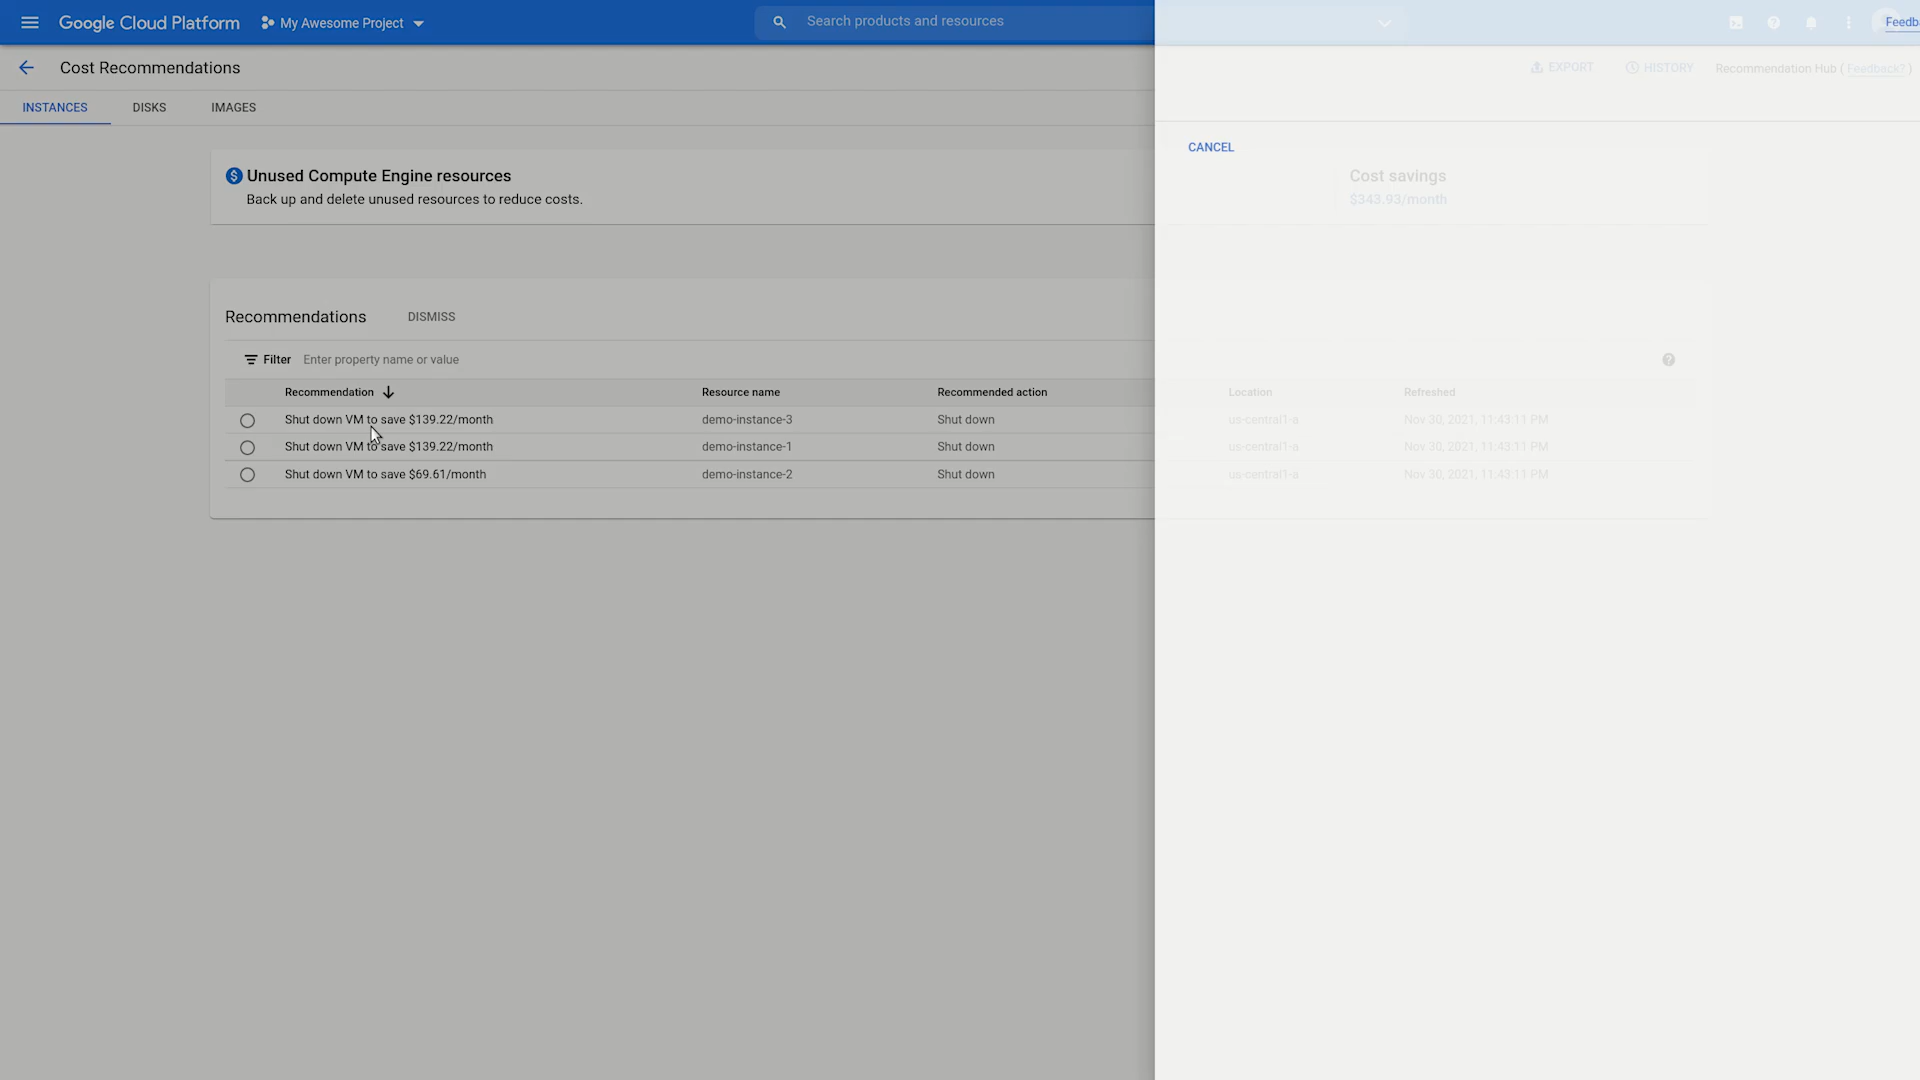 Google Cloud Platform My Awesome Project Search products and resources Feedb
Cost Recommendations EXPORT HISTORY Recommendation Hub ( Feedback? )
INSTANCES DISKS IMAGES
CANCEL
Unused Compute Engine resources Cost savings
Back up and delete unused resources to reduce costs. $343.93/month
Recommendations DISMISS
Filter Enter property name or value
Recommendation Resource name Recommended action Location Refreshed
Shut down VM to save $139.22/month demo-instance-3 Shut down us-central1-a Nov 30, 2021, 11:43:11 PM
Shut down VM to save $139.22/month demo-instance-1 Shut down us-central1-a Nov 30, 2021, 11:43:11 PM
Shut down VM to save $69.61/month demo-instance-2 Shut down us-central1-a Nov 30, 2021, 11:43:11 PM